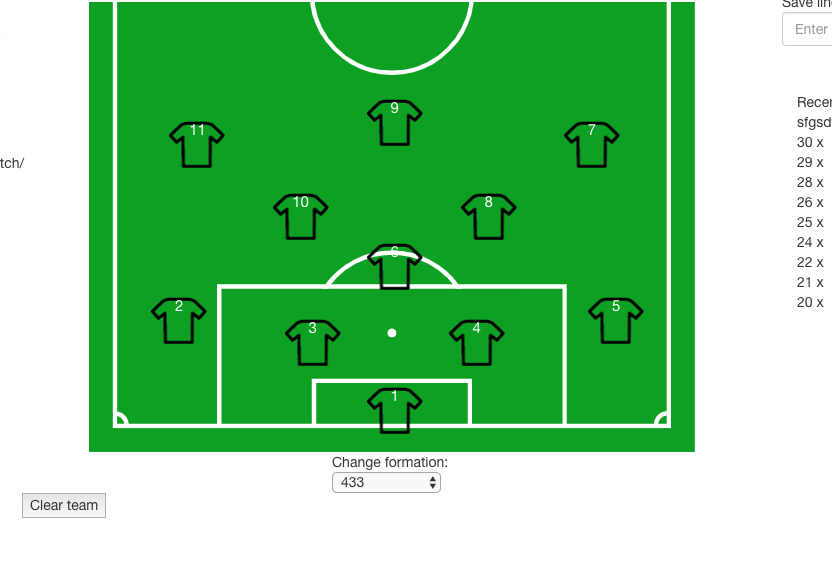 Save lin
Enter
9
11
7
Recer
sfgsd
30 x
tch/
29 x
28 x
10
8
26 x
25 x
24 x
6
22 x
21 x
2
5
20 x
3
4
1
Change formation:
433
Clear team